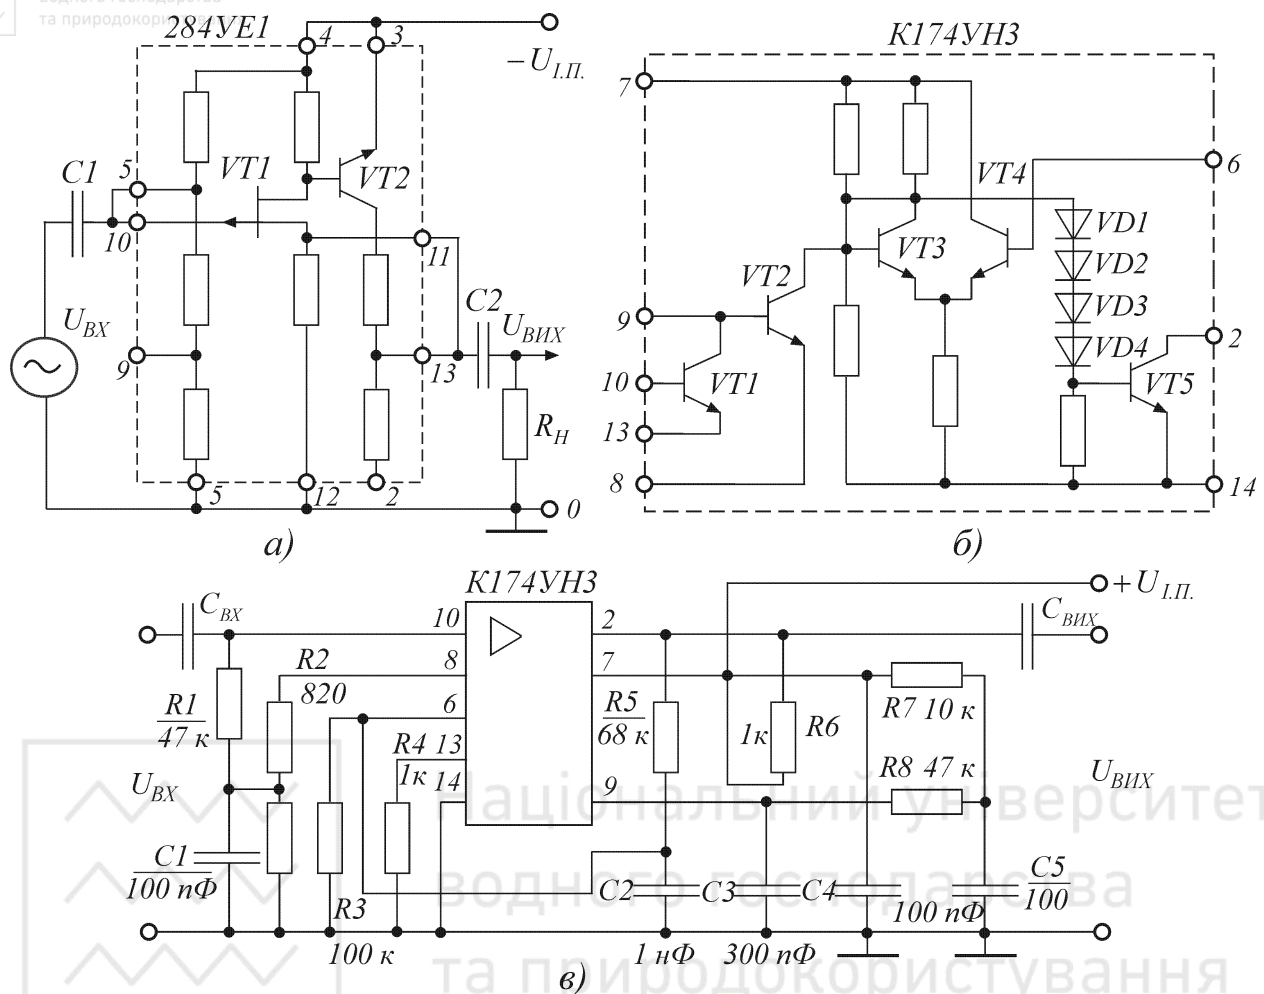 та природокори
284УЕ1
4
3
− U І.П.
5
C1
VT1
VT2
10
11
U ВХ
C2
U ВИХ
9
13
R Н
5
12
2
0
а)
К174УН3
7
6
VT4
VD1
VT3
VD2
VT2
VD3
9
VD4
2
10
VT1
VT5
13
8
14
б)
К174УН3
+ U І.П.
C ВХ
C ВИХ
10
2
R2
8
7
820
R1
47 к
6
R5
68 к
1к
R6
R7 10 к
R4
13
1к
14
9
R8 47 к
U ВХ
U ВИХ
Національний університет
C1
100 пФ
водного господарства
C2
C3
C4
100 пФ
C5
100
R3
100 к
1 нФ
300 пФ
та природокористування
в)